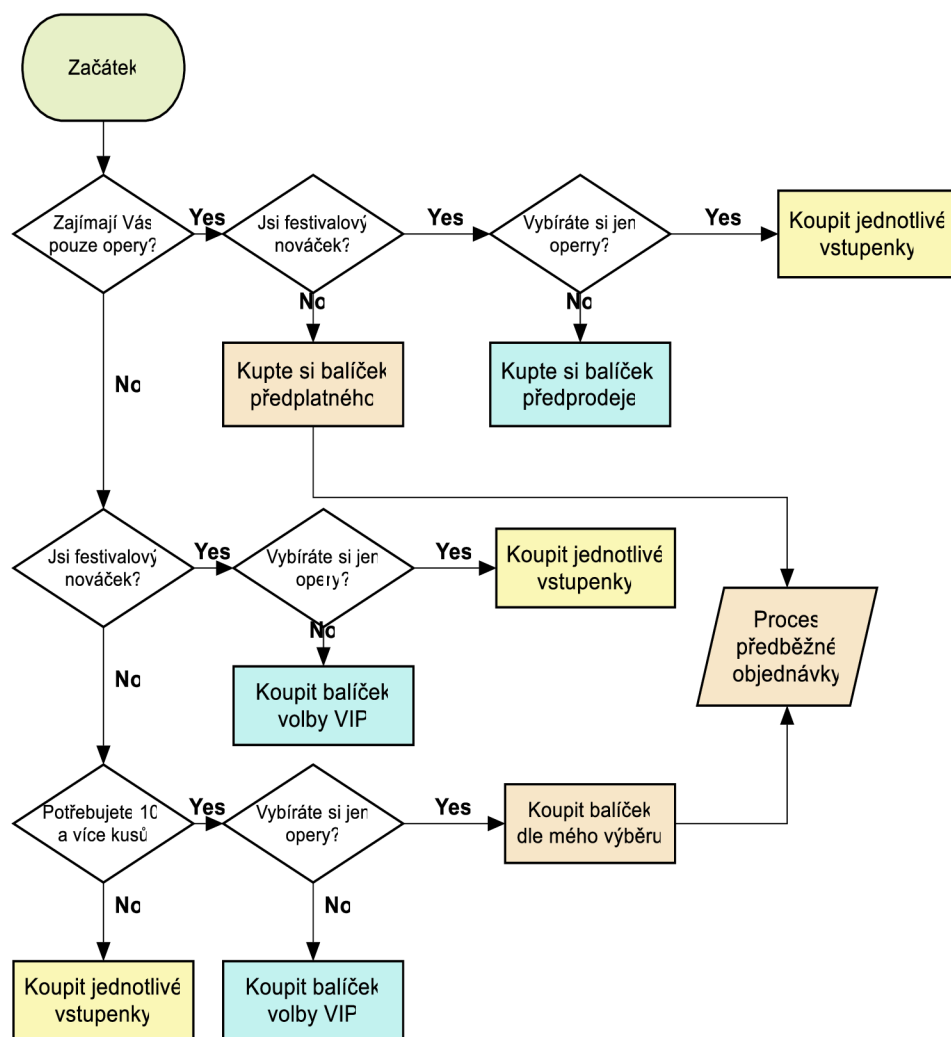 Začátek
Zajímají Vás
pouze opery?
Yes
Jsi festivalový
nováček?
Yes
Vybíráte si jen
operry?
Yes
Koupit jednotlivé
vstupenky
No
No
No
Kupte si balíček
předplatného
Kupte si balíček
předprodeje
Jsi festivalový
nováček?
Yes
Vybíráte si jen
opery?
Yes
Koupit jednotlivé
vstupenky
No
No
Koupit balíček
volby VIP
Proces
předběžné
objednávky
Potřebujete 10
a více kusů
Yes
Vybíráte si jen
opery?
Yes
Koupit balíček
dle mého výběru
No
No
Koupit jednotlivé
vstupenky
Koupit balíček
volby VIP